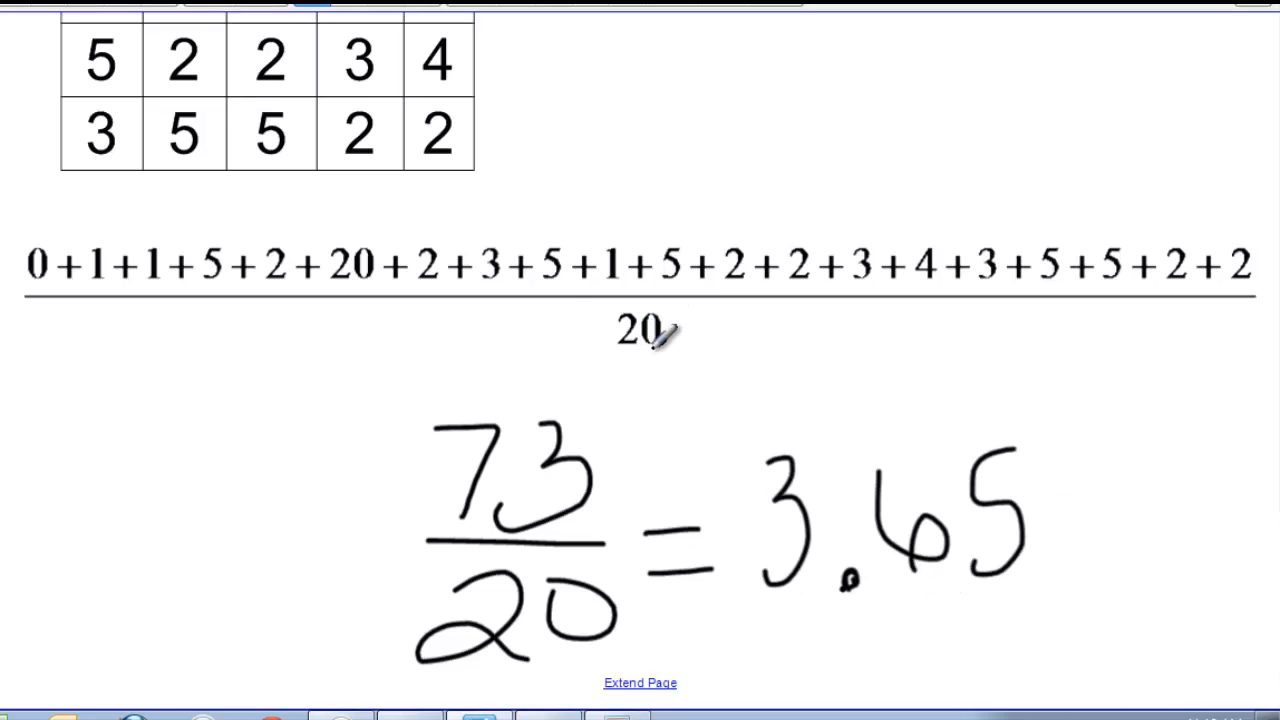 5 2 2 3 4
3 5 5 2 2
0+1+1+5+2+20+2+3+5+1+5+2+2+3+4+3+5+5+2+2
20
73
20
= 3.65
Extend Page